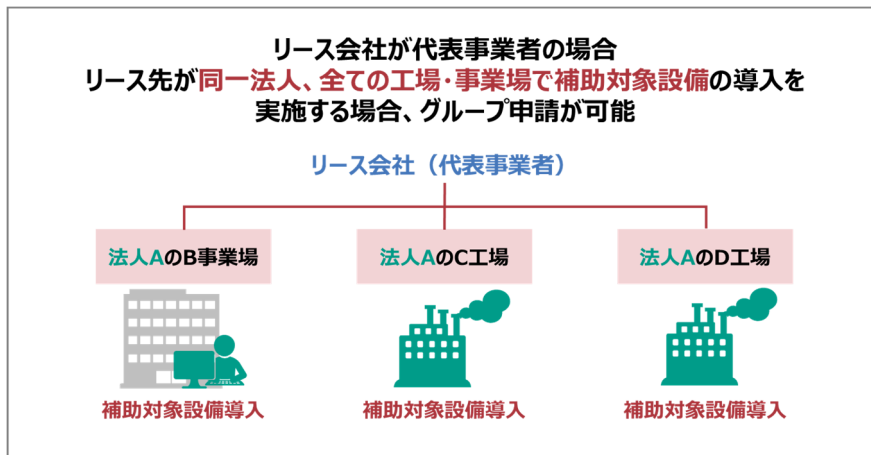 リース会社が代表事業者の場合
リース先が同一法人、全ての工場・事業場で補助対象設備の導入を
実施する場合、グループ申請が可能
リース会社（代表事業者）
法人AのB事業場
法人AのC工場
法人AのD工場
補助対象設備導入
補助対象設備導入
補助対象設備導入